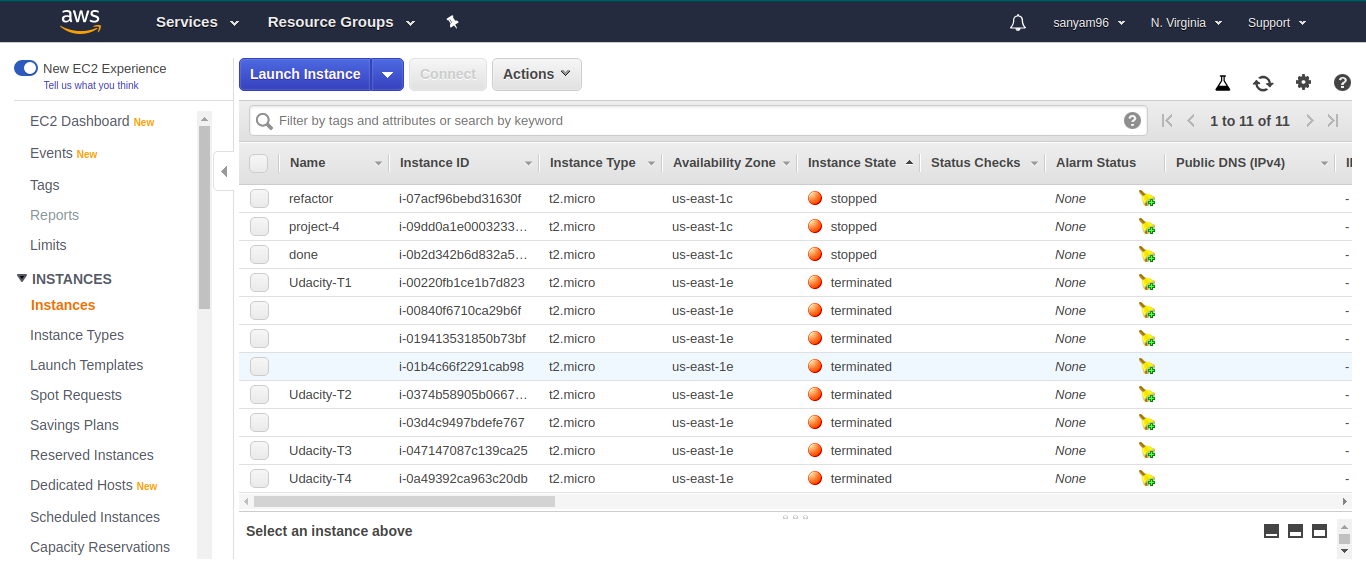 aws Services Resource Groups sanyam96 N. Virginia Support
New EC2 Experience
Tell us what you think
EC2 Dashboard New
Events New
Tags
Reports
Limits
INSTANCES
Instances
Instance Types
Launch Templates
Spot Requests
Savings Plans
Reserved Instances
Dedicated Hosts New
Scheduled Instances
Capacity Reservations
Launch Instance Connect Actions
Filter by tags and attributes or search by keyword ? 1 to 11 of 11
Name Instance ID Instance Type Availability Zone Instance State Status Checks Alarm Status Public DNS (IPv4)
refactor i-07acf96bebd31630f t2.micro us-east-1c stopped None -
project-4 i-09dd0a1e0003233… t2.micro us-east-1c stopped None -
done i-0b2d342b6d832a5… t2.micro us-east-1c stopped None -
Udacity-T1 i-00220fb1ce1b7d823 t2.micro us-east-1e terminated None -
i-00840f6710ca29b6f t2.micro us-east-1e terminated None -
i-019413531850b73bf t2.micro us-east-1e terminated None -
i-01b4c66f2291cab98 t2.micro us-east-1e terminated None -
Udacity-T2 i-0374b58905b0667… t2.micro us-east-1e terminated None -
i-03d4c9497bdefe767 t2.micro us-east-1e terminated None -
Udacity-T3 i-047147087c139ca25 t2.micro us-east-1e terminated None -
Udacity-T4 i-0a49392ca963c20db t2.micro us-east-1e terminated None -
Select an instance above